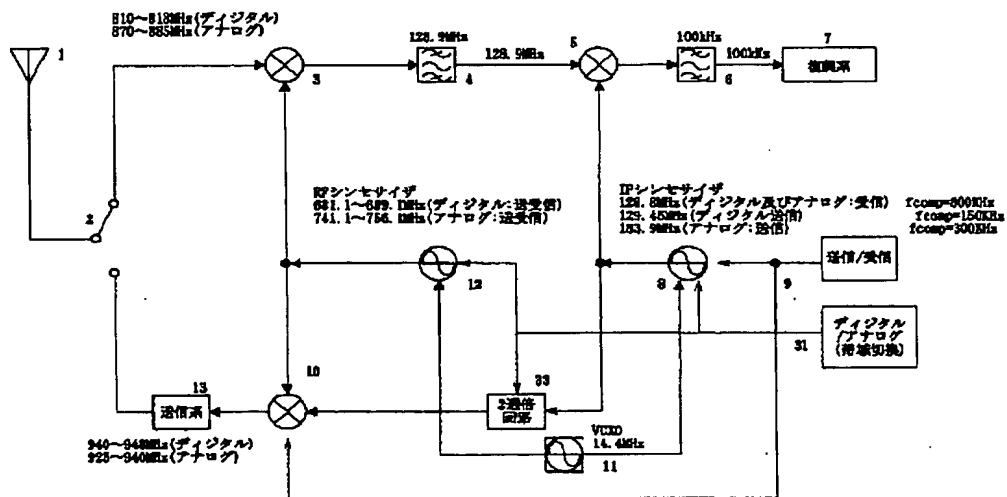 810〜818MHz(ディジタル)
870〜885MHz(アナログ)
1
2
3
128.9MHz
4
128.9MHz
5
100kHz
6
100kHz
7
復調系
RFシンセサイザ
681.1〜689.1MHz(ディジタル:送受信)
741.1〜756.1MHz(アナログ:送受信)
12
IFシンセサイザ
128.8MHz(ディジタル及びアナログ:受信)
129.45MHz(ディジタル送信)
183.9MHz(アナログ:送信)
fcomp=800KHz
fcomp=150KHz
fcomp=300KHz
8
9
送信/受信
31
ディジタル
/アナログ
(帯域切換)
10
33
2逓倍
回路
13
送信系
940〜948MHz(ディジタル)
925〜940MHz(アナログ)
VCXO
14.4MHz
11